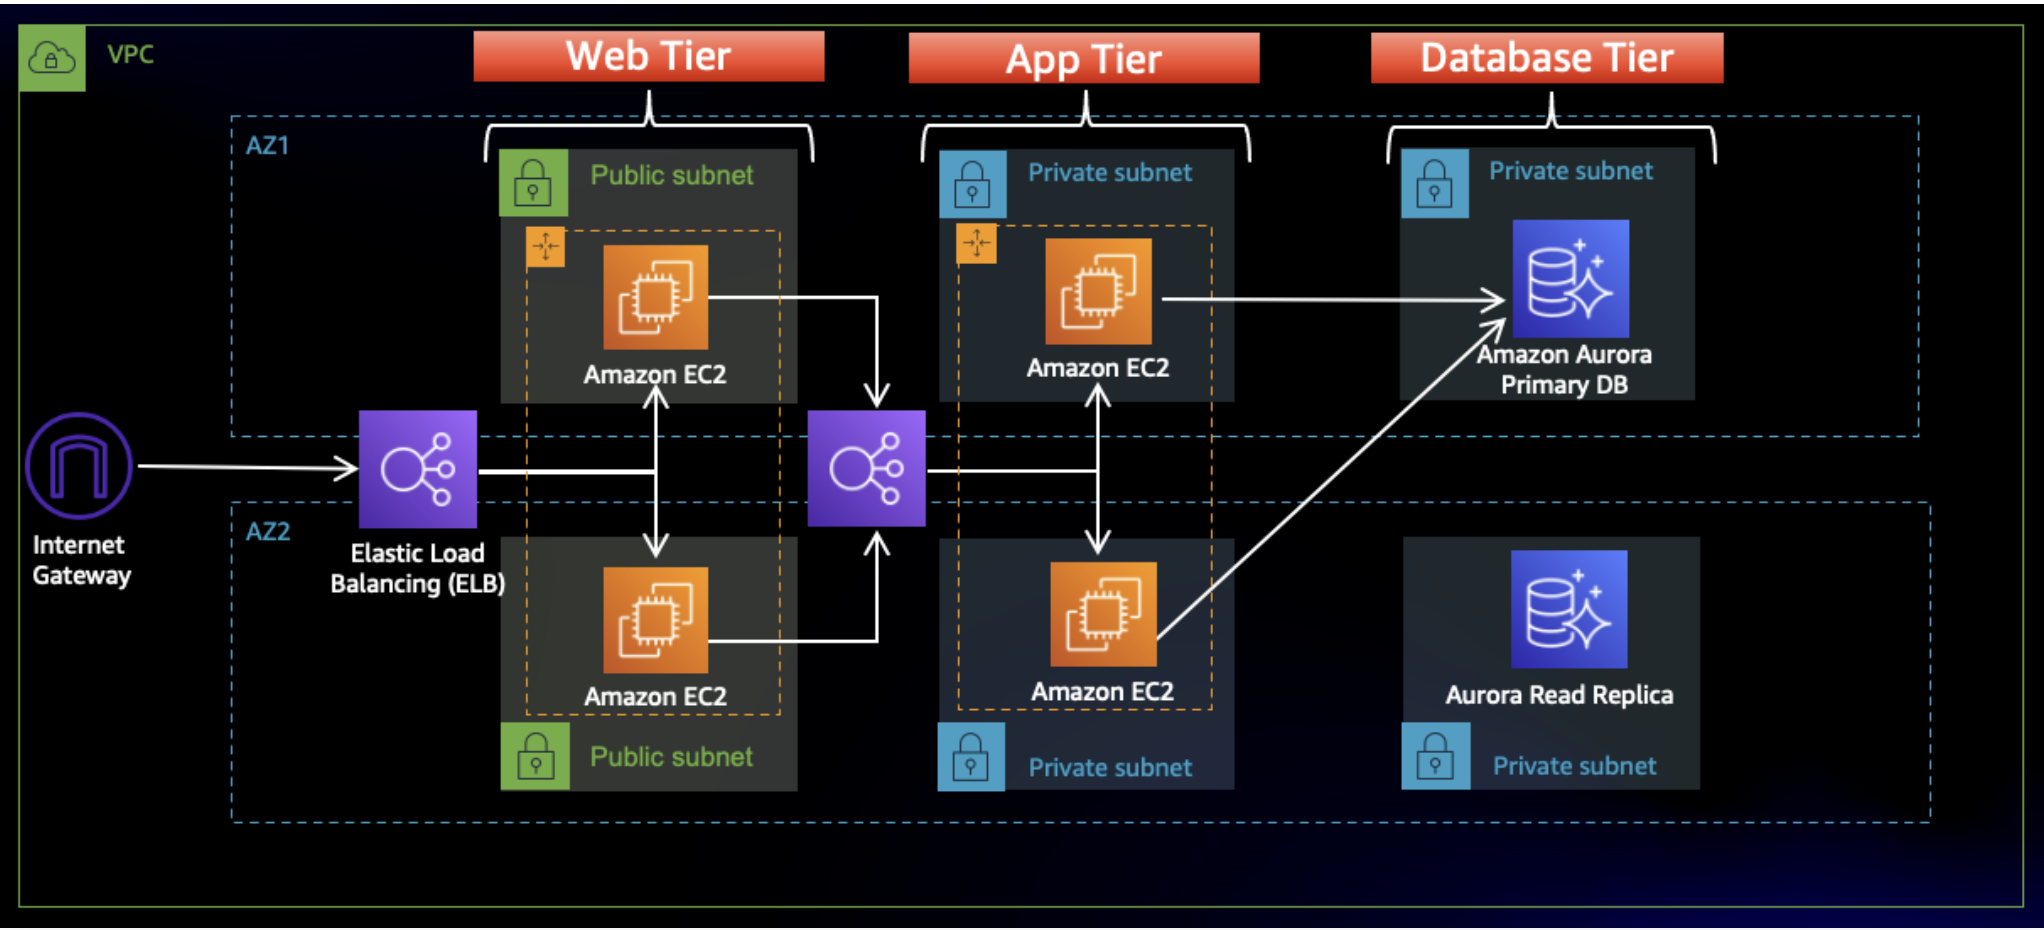 VPC
Web Tier
App Tier
Database Tier
AZ1
Public subnet
Private subnet
Private subnet
Amazon EC2
Amazon EC2
Amazon Aurora
Primary DB
Internet
Gateway
AZ2
Elastic Load
Balancing (ELB)
Amazon EC2
Amazon EC2
Aurora Read Replica
Public subnet
Private subnet
Private subnet